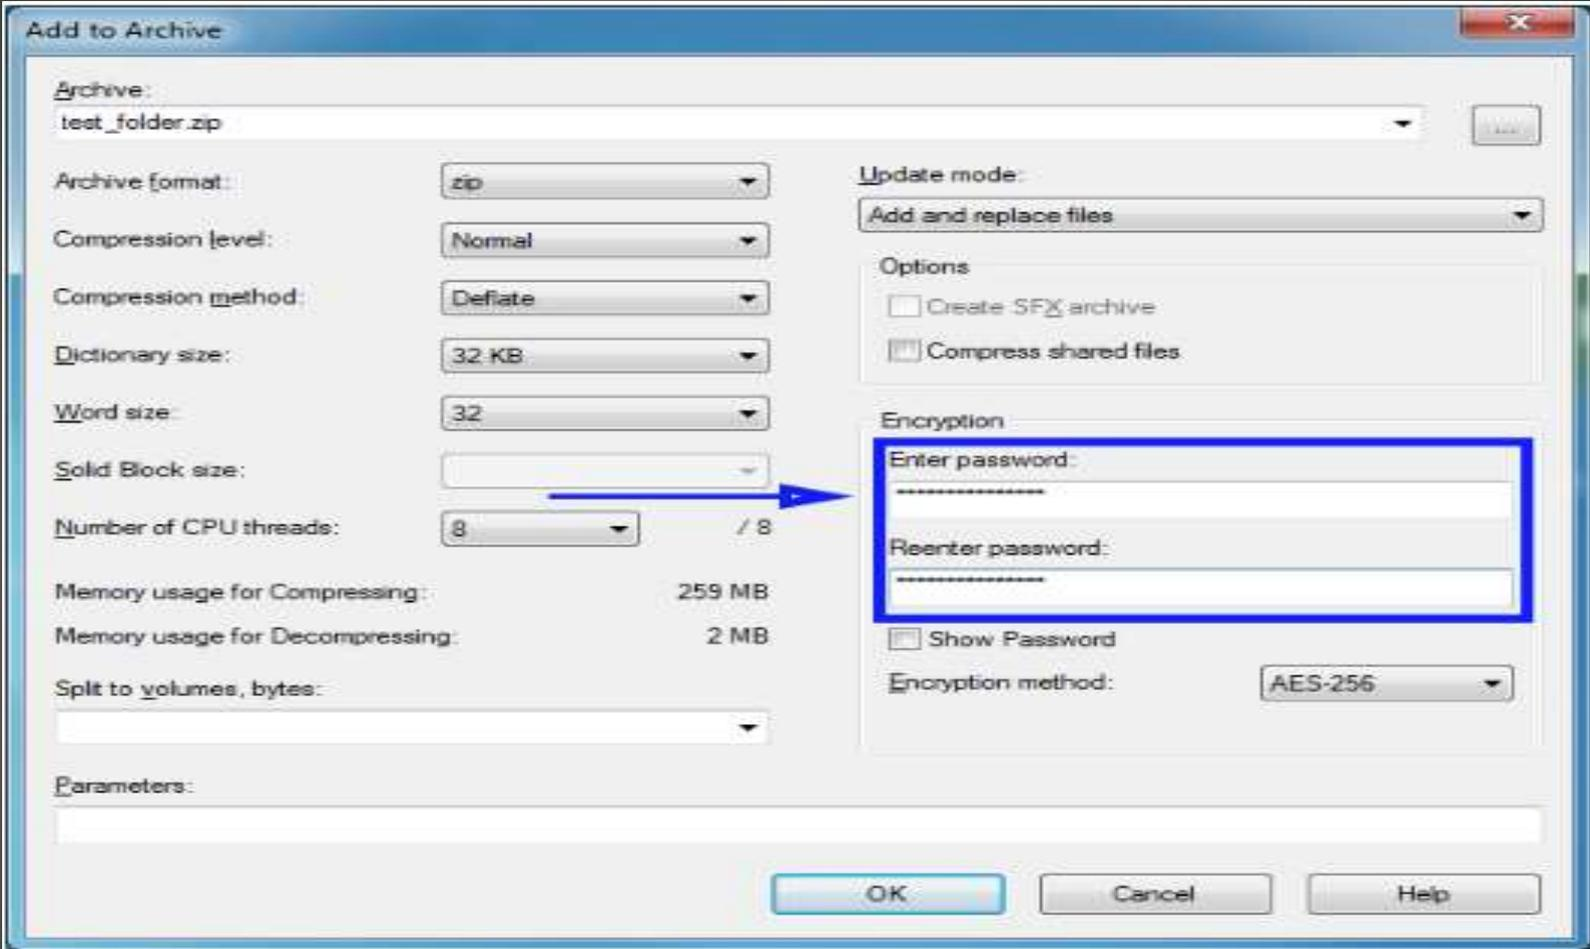 Add to Archive
Archive:
test_folder.zip
...
Archive format:
zip
Compression level:
Normal
Compression method:
Deflate
Dictionary size:
32 KB
Word size:
32
Solid Block size:
Number of CPU threads:
8
/ 8
Memory usage for Compressing:
259 MB
Memory usage for Decompressing:
2 MB
Split to volumes, bytes:
Update mode:
Add and replace files
Options
Create SFX archive
Compress shared files
Encryption
Enter password:
Reenter password:
Show Password
Encryption method:
AES-256
Parameters:
OK
Cancel
Help